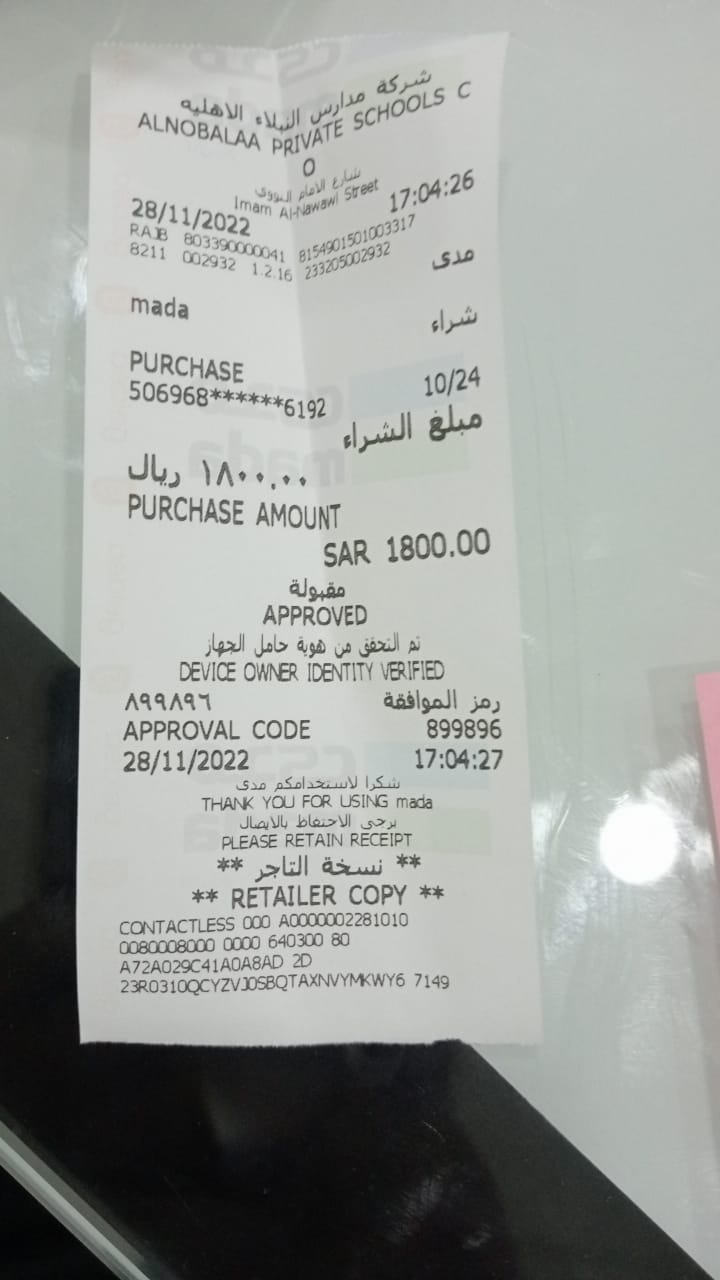 شركة مدارس النبلاء الاهليه
ALNOBALAA PRIVATE SCHOOLS C
O
شارع الامام النووي
Imam Al-Nawawi Street
28/11/2022 17:04:26
RAJB 803390000041 8154901501003317
8211 002932 1.2.16 233205002932
mada مدى
شراء
PURCHASE
506968******6192 10/24
مبلغ الشراء
١٨٠٠.٠٠ ريال
PURCHASE AMOUNT
SAR 1800.00
مقبولة
APPROVED
تم التحقق من هوية حامل الجهاز
DEVICE OWNER IDENTITY VERIFIED
رمز الموافقة ٨٩٩٨٩٦
APPROVAL CODE 899896
28/11/2022 17:04:27
شكرا لاستخدامكم مدى
THANK YOU FOR USING mada
يرجى الاحتفاظ بالايصال
PLEASE RETAIN RECEIPT
** نسخة التاجر **
** RETAILER COPY **
CONTACTLESS 000 A0000002281010
0080008000 0000 640300 80
A72A029C41A0A8AD 2D
23R0310QCYZVJ0SBQTAXNVYMKWY6 7149